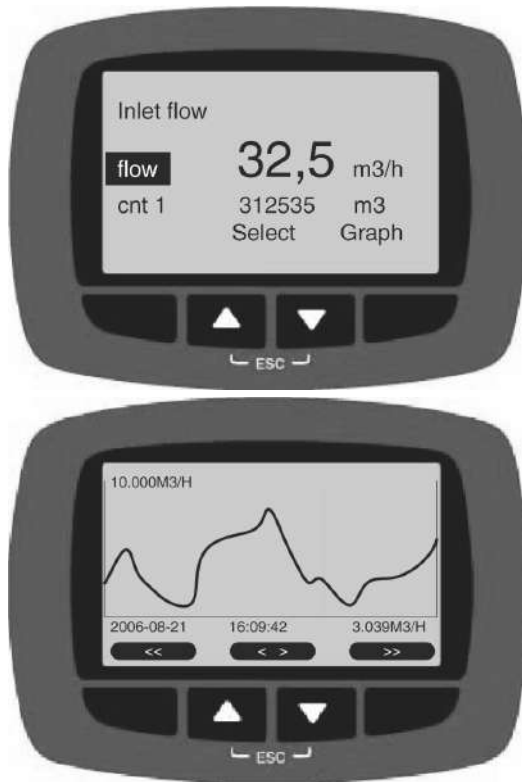 Inlet flow
flow 32,5 m3/h
cnt 1 312535 m3
Select Graph
ESC
10.000M3/H
2006-08-21 16:09:42 3.039M3/H
<< < > >>
ESC